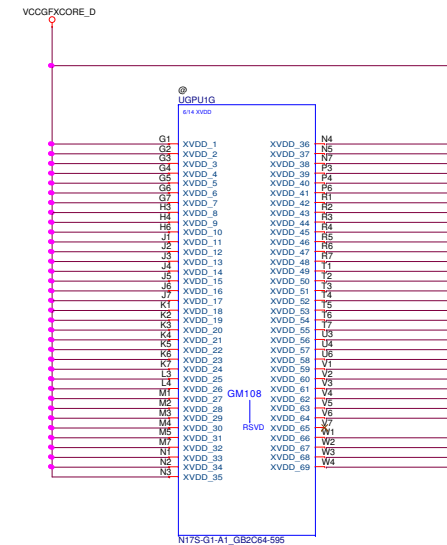 VCCGFXCORE_D
@
UGPU1G
6/14 XVDD
G1 XVDD_1 XVDD_36 N4
G2 XVDD_2 XVDD_37 N5
G3 XVDD_3 XVDD_38 N7
G4 XVDD_4 XVDD_39 P3
G5 XVDD_5 XVDD_40 P4
G6 XVDD_6 XVDD_41 P6
G7 XVDD_7 XVDD_42 R1
H3 XVDD_8 XVDD_43 R2
H4 XVDD_9 XVDD_44 R3
H6 XVDD_10 XVDD_45 R4
J1 XVDD_11 XVDD_46 R5
J2 XVDD_12 XVDD_47 R6
J3 XVDD_13 XVDD_48 R7
J4 XVDD_14 XVDD_49 T1
J5 XVDD_15 XVDD_50 T2
J6 XVDD_16 XVDD_51 T3
J7 XVDD_17 XVDD_52 T4
K1 XVDD_18 XVDD_53 T5
K2 XVDD_19 XVDD_54 T6
K3 XVDD_20 XVDD_55 T7
K4 XVDD_21 XVDD_56 U3
K5 XVDD_22 XVDD_57 U4
K6 XVDD_23 XVDD_58 U6
K7 XVDD_24 XVDD_59 V1
L3 XVDD_25 XVDD_60 V2
L4 XVDD_26 XVDD_61 V3
M1 XVDD_27 GM108 XVDD_62 V4
M2 XVDD_28 XVDD_63 V5
M3 XVDD_29 XVDD_64 V6
M4 XVDD_30 RSVD XVDD_65 V7
M5 XVDD_31 XVDD_66 W1
M7 XVDD_32 XVDD_67 W2
N1 XVDD_33 XVDD_68 W3
N2 XVDD_34 XVDD_69 W4
N3 XVDD_35
N17S-G1-A1_GB2C64-595